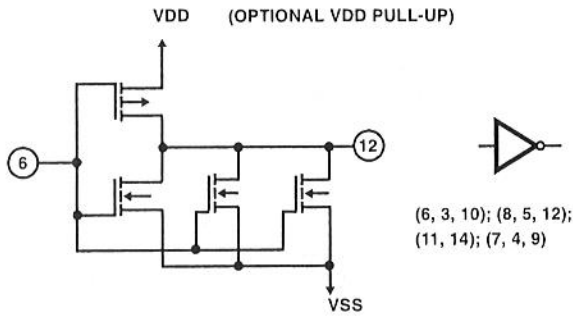 VDD (OPTIONAL VDD PULL-UP)
6
12
(6, 3, 10); (8, 5, 12);
(11, 14); (7, 4, 9)
VSS